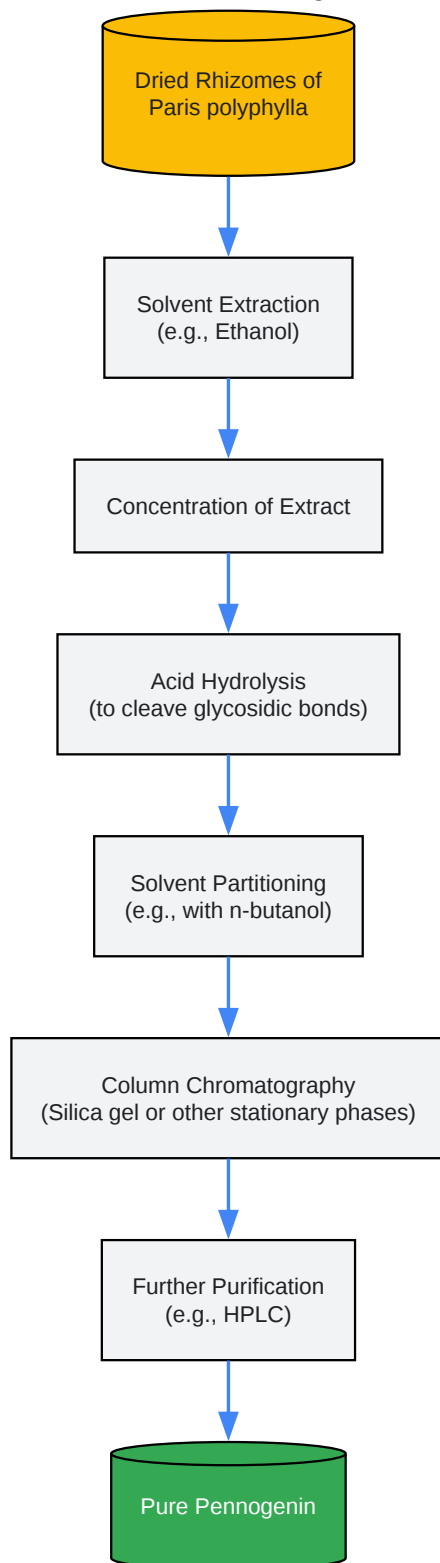 Dried Rhizomes of
Paris polyphylla
Solvent Extraction
(e.g., Ethanol)
Concentration of Extract
Acid Hydrolysis
(to cleave glycosidic bonds)
Solvent Partitioning
(e.g., with n-butanol)
Column Chromatography
(Silica gel or other stationary phases)
Further Purification
(e.g., HPLC)
Pure Pennogenin